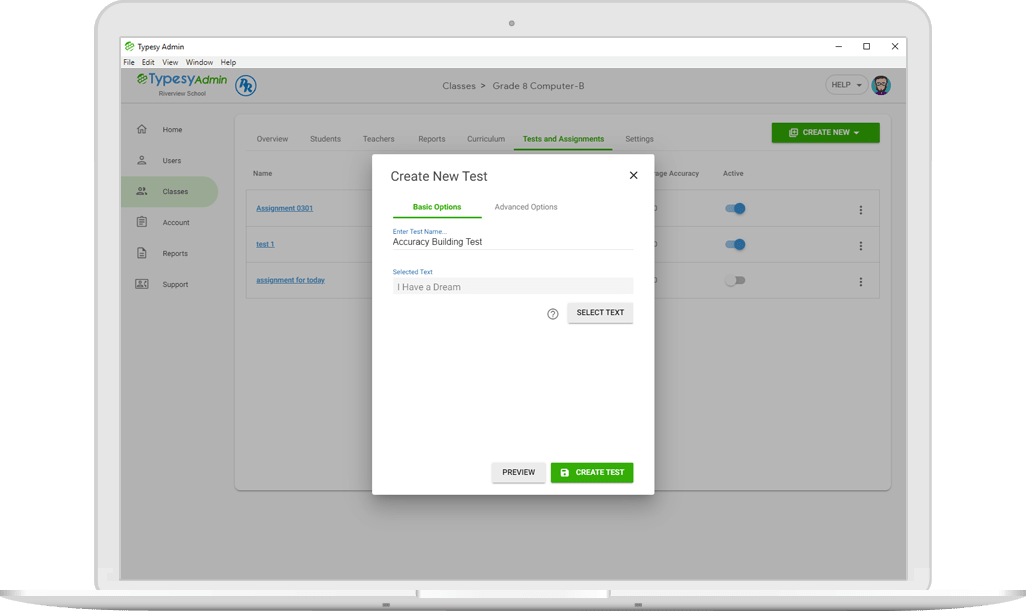 Typesy Admin
File Edit View Window Help
TypesyAdmin
Riverview School
Classes > Grade 8 Computer-B
HELP
Home
Users
Classes
Account
Reports
Support
Overview Students Teachers Reports Curriculum Tests and Assignments Settings
CREATE NEW
Name Accuracy Active
Assignment 0301
test 1
assignment for today
Create New Test
Basic Options Advanced Options
Enter Test Name...
Accuracy Building Test
Selected Text
I Have a Dream
SELECT TEXT
PREVIEW CREATE TEST